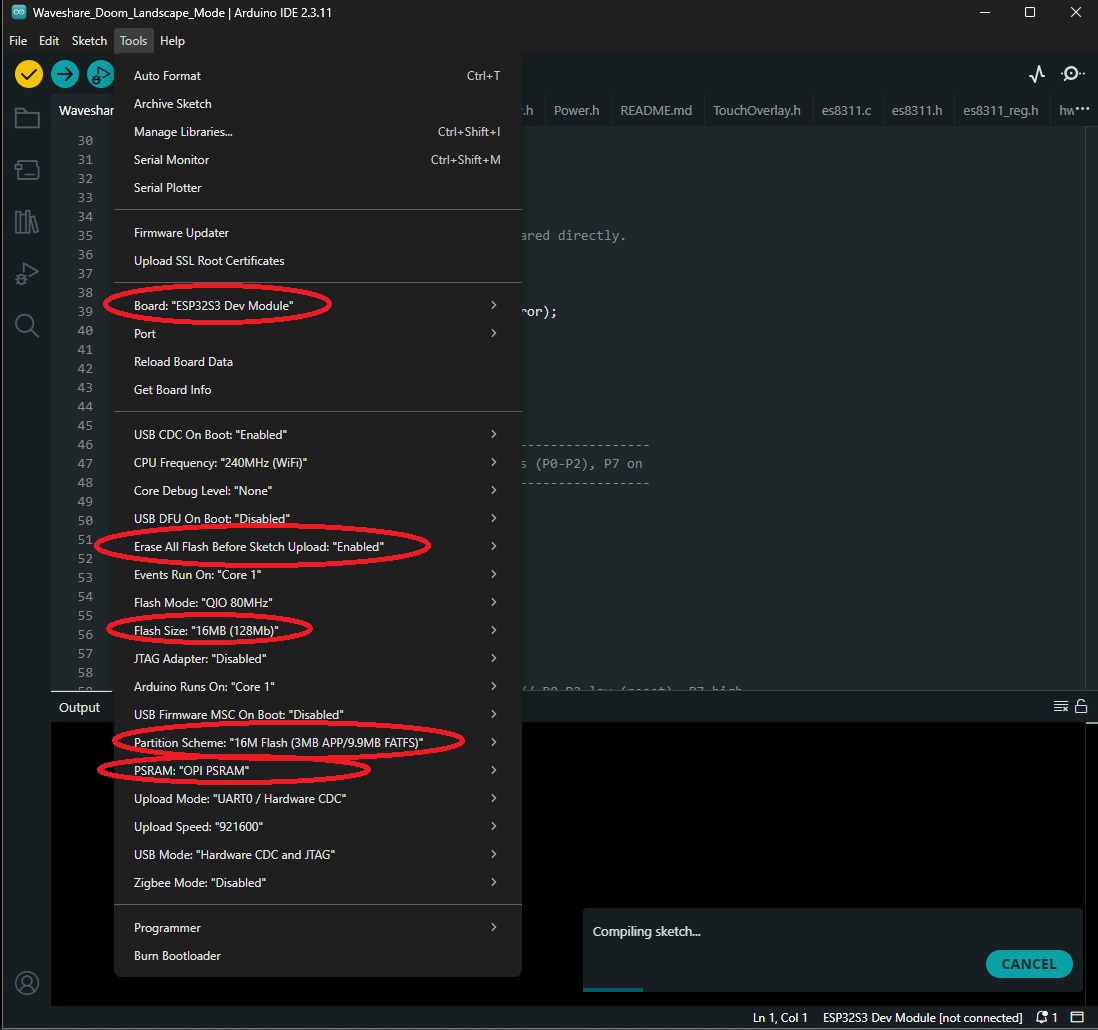 Waveshare_Doom_Landscape_Mode | Arduino IDE 2.3.11
File Edit Sketch Tools Help
Auto Format Ctrl+T
Archive Sketch
Manage Libraries... Ctrl+Shift+I
Serial Monitor Ctrl+Shift+M
Serial Plotter
Firmware Updater
Upload SSL Root Certificates
Board: "ESP32S3 Dev Module"
Port
Reload Board Data
Get Board Info
USB CDC On Boot: "Enabled"
CPU Frequency: "240MHz (WiFi)"
Core Debug Level: "None"
USB DFU On Boot: "Disabled"
Erase All Flash Before Sketch Upload: "Enabled"
Events Run On: "Core 1"
Flash Mode: "QIO 80MHz"
Flash Size: "16MB (128Mb)"
JTAG Adapter: "Disabled"
Arduino Runs On: "Core 1"
USB Firmware MSC On Boot: "Disabled"
Partition Scheme: "16M Flash (3MB APP/9.9MB FATFS)"
PSRAM: "OPI PSRAM"
Upload Mode: "UART0 / Hardware CDC"
Upload Speed: "921600"
USB Mode: "Hardware CDC and JTAG"
Zigbee Mode: "Disabled"
Programmer
Burn Bootloader
Waveshar .h Power.h README.md TouchOverlay.h es8311.c es8311.h es8311_reg.h hw
30
31
32
33
34
35 ared directly.
36
37
38
39 ror);
40
41
42
43
44
45
46 ------------------
47 s (P0-P2), P7 on
48 ------------------
49
50
51
52
53
54
55
56
57
58
59 // P0-P2 low (reset), P7 high
Output
Compiling sketch...
CANCEL
Ln 1, Col 1 ESP32S3 Dev Module [not connected] 1